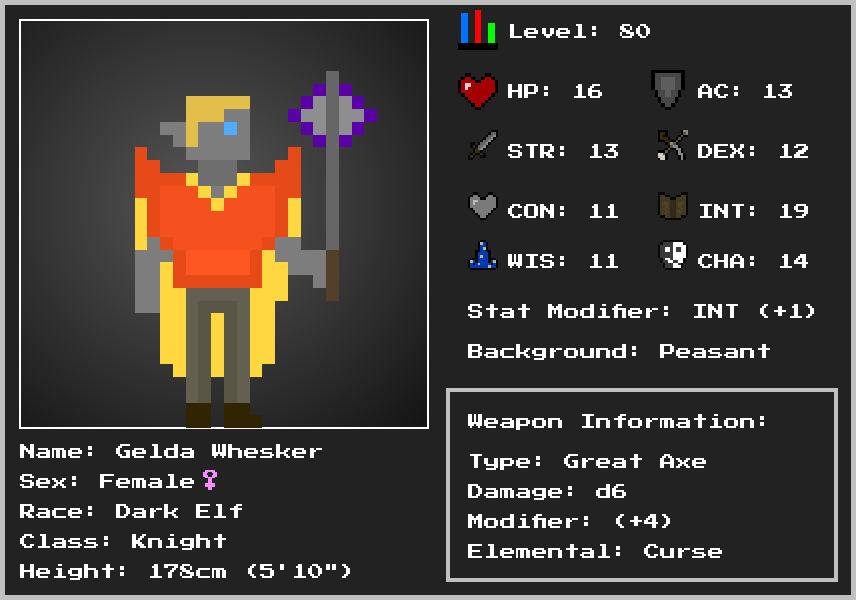 Level: 80
HP: 16
AC: 13
STR: 13
DEX: 12
CON: 11
INT: 19
WIS: 11
CHA: 14
Stat Modifier: INT (+1)
Background: Peasant
Weapon Information:
Type: Great Axe
Damage: d6
Modifier: (+4)
Elemental: Curse
Name: Gelda Whesker
Sex: Female♀
Race: Dark Elf
Class: Knight
Height: 178cm (5'10")